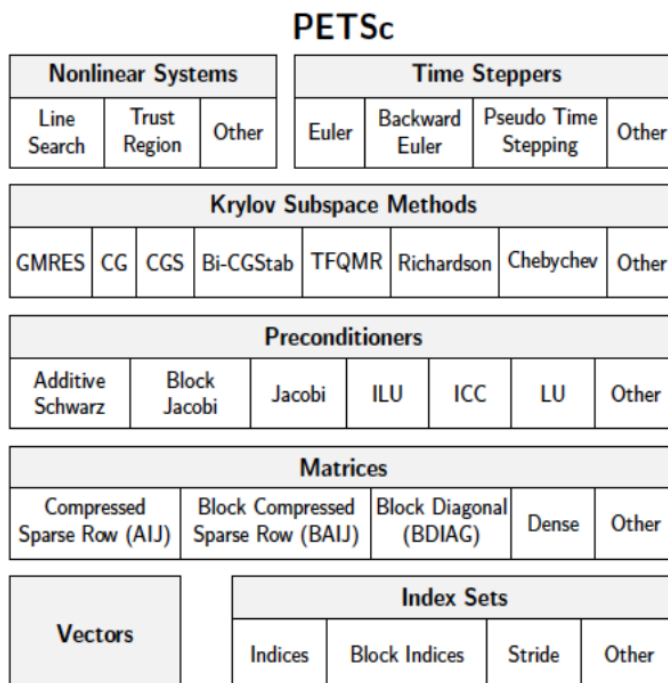 PETSc
Nonlinear Systems
Line Search
Trust Region
Other
Time Steppers
Euler
Backward Euler
Pseudo Time Stepping
Other
Krylov Subspace Methods
GMRES
CG
CGS
Bi-CGStab
TFQMR
Richardson
Chebychev
Other
Preconditioners
Additive Schwarz
Block Jacobi
Jacobi
ILU
ICC
LU
Other
Matrices
Compressed Sparse Row (AIJ)
Block Compressed Sparse Row (BAIJ)
Block Diagonal (BDIAG)
Dense
Other
Vectors
Index Sets
Indices
Block Indices
Stride
Other